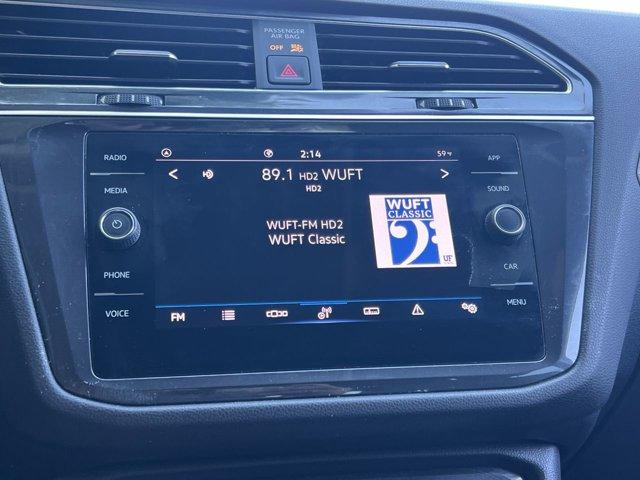 PASSENGER
AIR BAG
OFF
RADIO
MEDIA
PHONE
VOICE
2:14
59°F
89.1 HD2 WUFT
HD2
WUFT-FM HD2
WUFT Classic
WUFT
CLASSIC
UF
FM
APP
SOUND
CAR
MENU